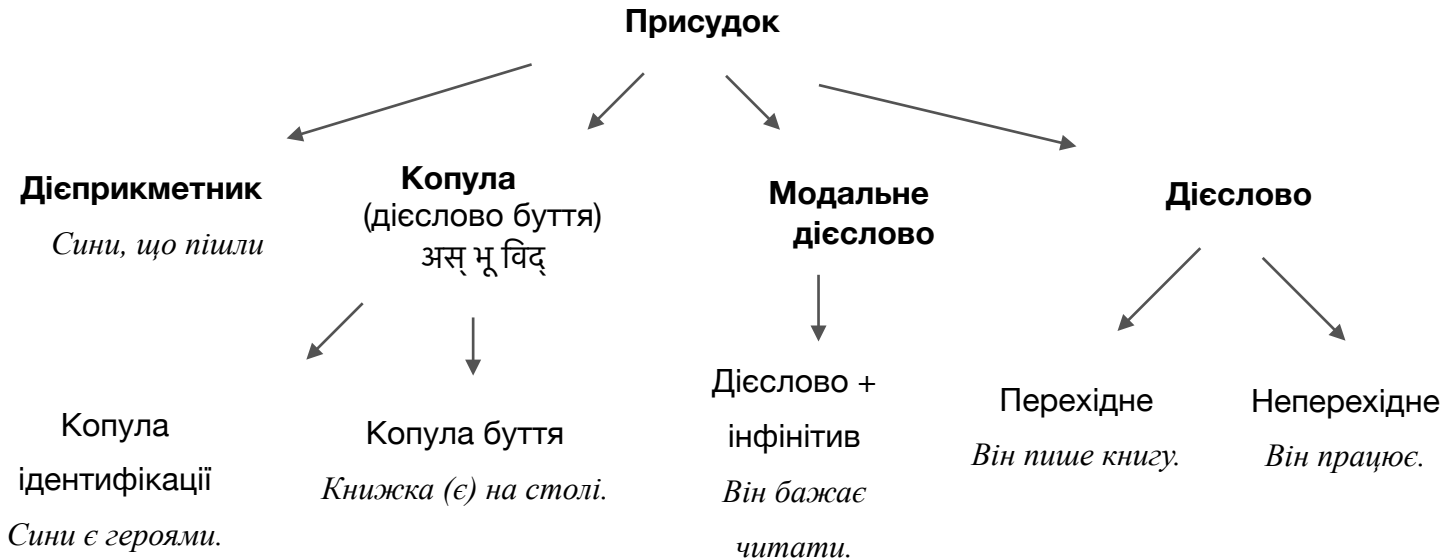 Присудок
Дієприкметник
Сини, що пішли
Копула
(дієслово буття)
अस् भू विद्
Модальне
дієслово
Дієслово
Копула
ідентифікації
Сини є героями.
Копула буття
Книжка (є) на столі.
Дієслово +
інфінітив
Він бажає
читати.
Перехідне
Він пише книгу.
Неперехідне
Він працює.